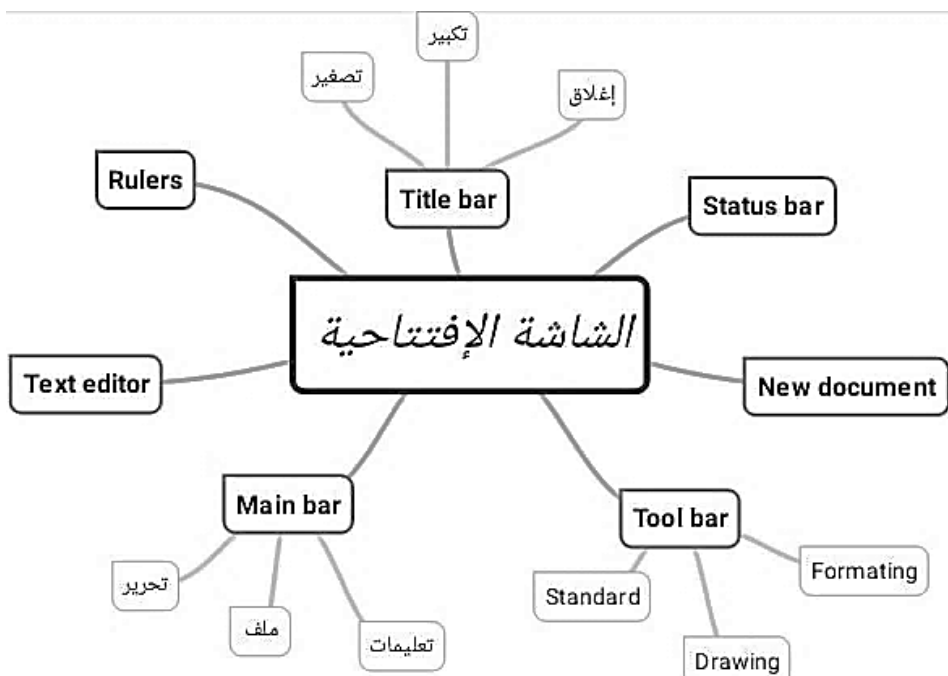 تكبير
تصغير
إغلاق
Rulers
Title bar
Status bar
الشاشة الإفتتاحية
Text editor
New document
Main bar
Tool bar
تحرير
ملف
تعليمات
Standard
Formating
Drawing